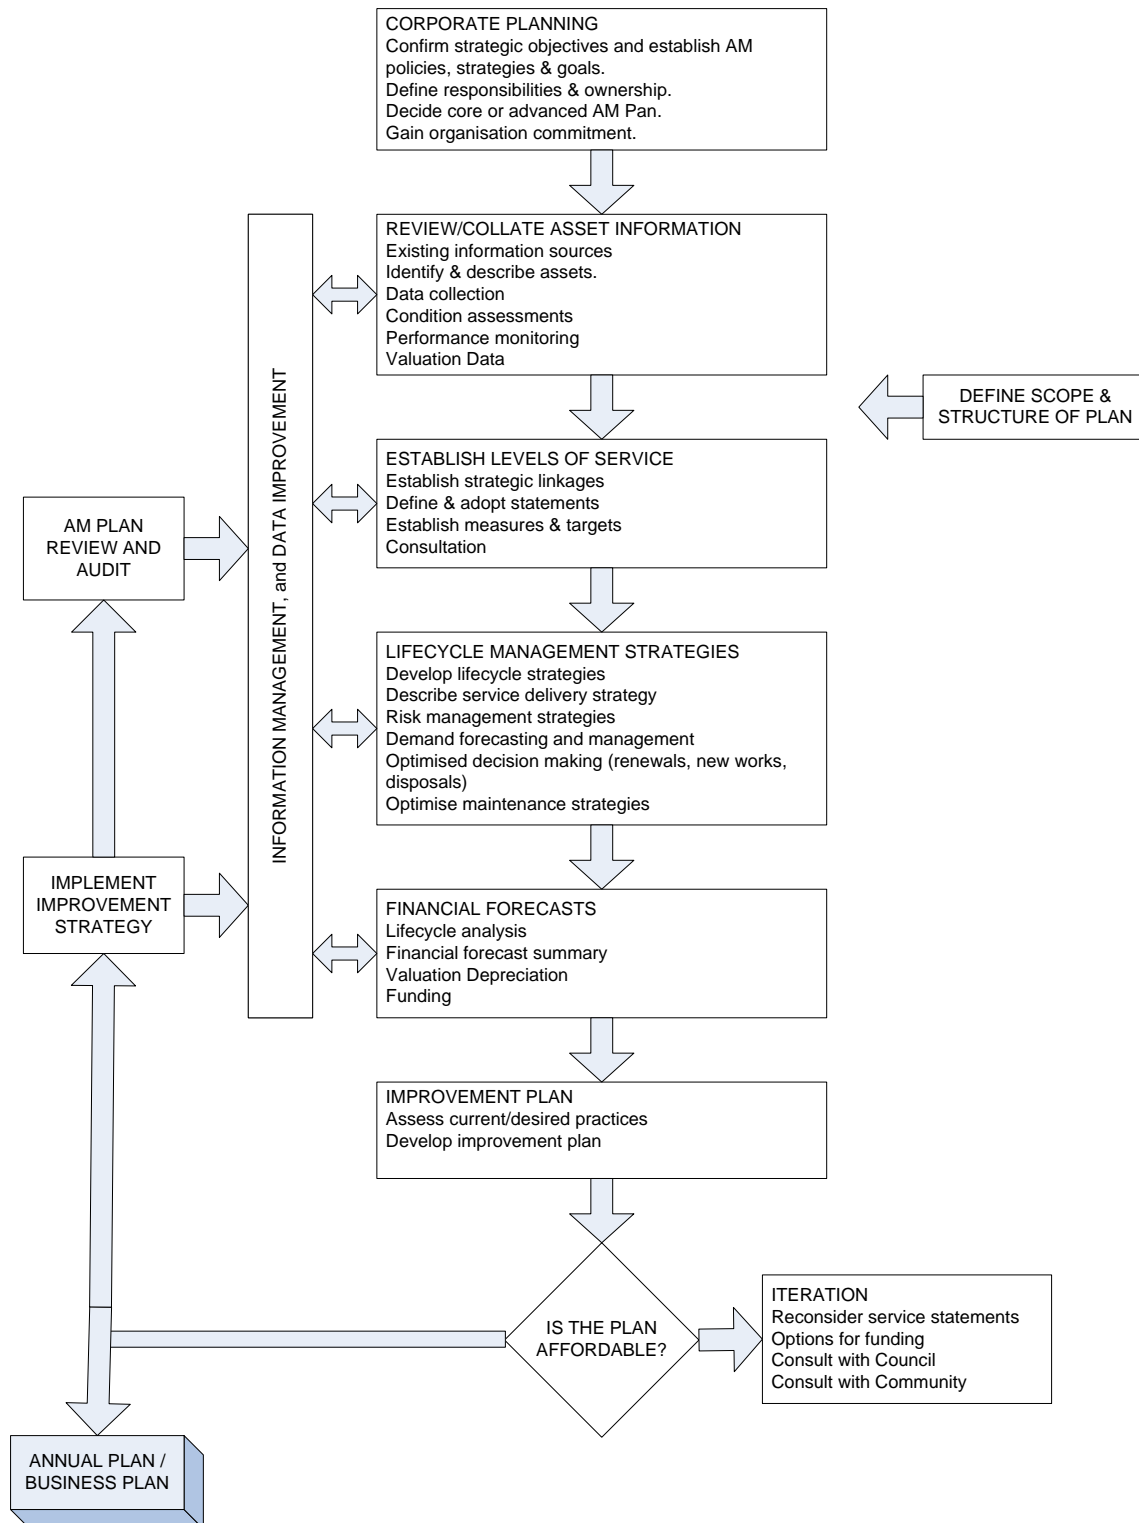 CORPORATE PLANNING
Confirm strategic objectives and establish AM
policies, strategies & goals.
Define responsibilities & ownership.
Decide core or advanced AM Pan.
Gain organisation commitment.
REVIEW/COLLATE ASSET INFORMATION
Existing information sources
Identify & describe assets.
Data collection
Condition assessments
Performance monitoring
Valuation Data
DEFINE SCOPE &
STRUCTURE OF PLAN
INFORMATION MANAGEMENT, and DATA IMPROVEMENT
ESTABLISH LEVELS OF SERVICE
Establish strategic linkages
Define & adopt statements
Establish measures & targets
Consultation
AM PLAN
REVIEW AND
AUDIT
LIFECYCLE MANAGEMENT STRATEGIES
Develop lifecycle strategies
Describe service delivery strategy
Risk management strategies
Demand forecasting and management
Optimised decision making (renewals, new works,
disposals)
Optimise maintenance strategies
IMPLEMENT
IMPROVEMENT
STRATEGY
FINANCIAL FORECASTS
Lifecycle analysis
Financial forecast summary
Valuation Depreciation
Funding
IMPROVEMENT PLAN
Assess current/desired practices
Develop improvement plan
IS THE PLAN
AFFORDABLE?
ITERATION
Reconsider service statements
Options for funding
Consult with Council
Consult with Community
ANNUAL PLAN /
BUSINESS PLAN